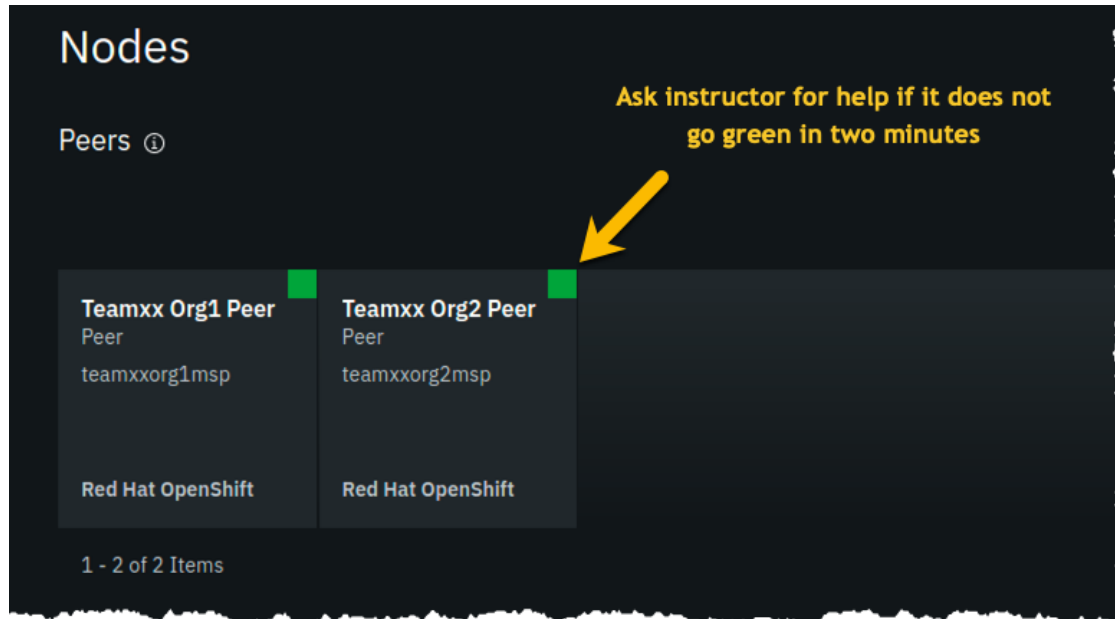 Nodes
Ask instructor for help if it does not
go green in two minutes
Peers
Teamxx Org1 Peer
Peer
teamxxorg1msp
Red Hat OpenShift
Teamxx Org2 Peer
Peer
teamxxorg2msp
Red Hat OpenShift
1 - 2 of 2 Items